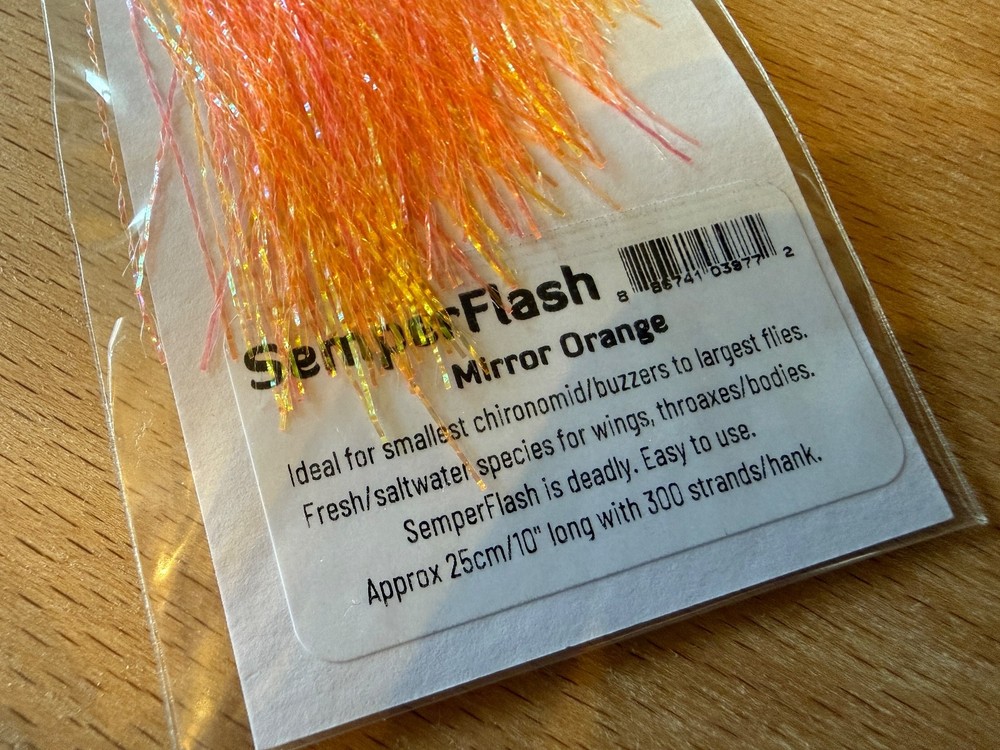 8 86741 03977 2
SemperFlash
Mirror Orange
Ideal for smallest chironomid/buzzers to largest flies.
Fresh/saltwater species for wings, throaxes/bodies.
SemperFlash is deadly. Easy to use.
Approx 25cm/10" long with 300 strands/hank.